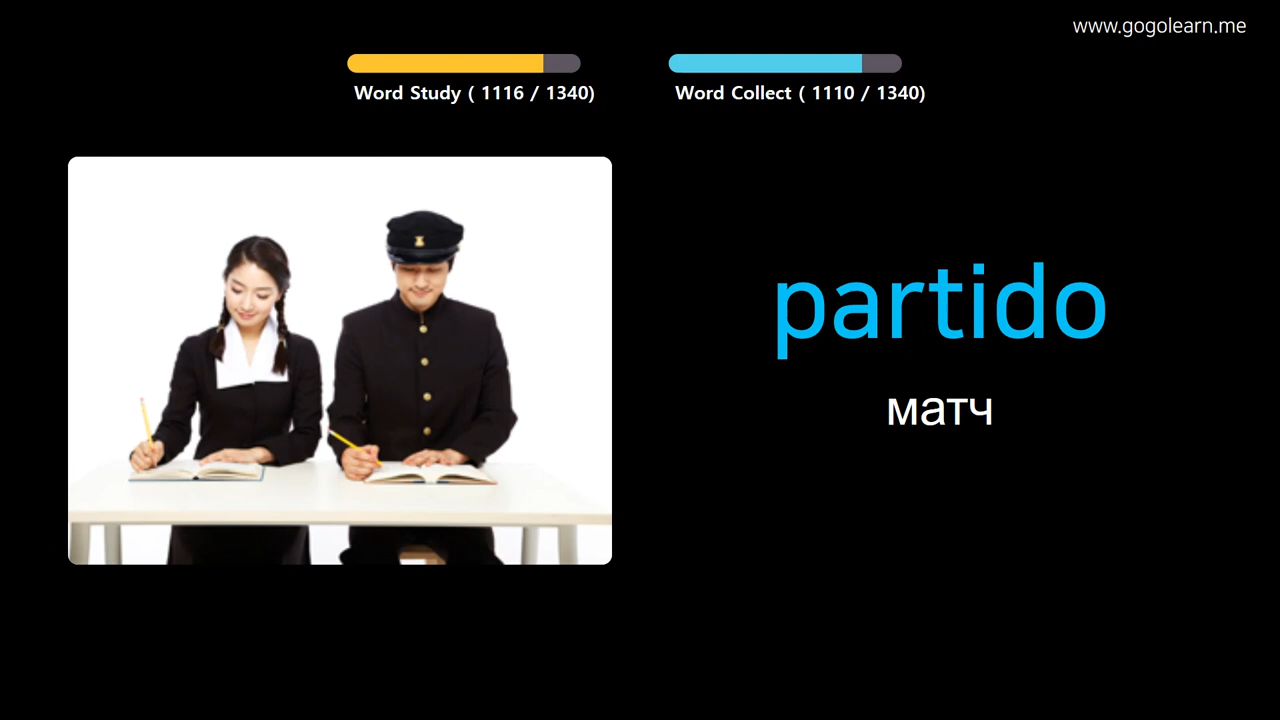 www.gogolearn.me
Word Study ( 1116 / 1340)
Word Collect ( 1110 / 1340)
partido
матч